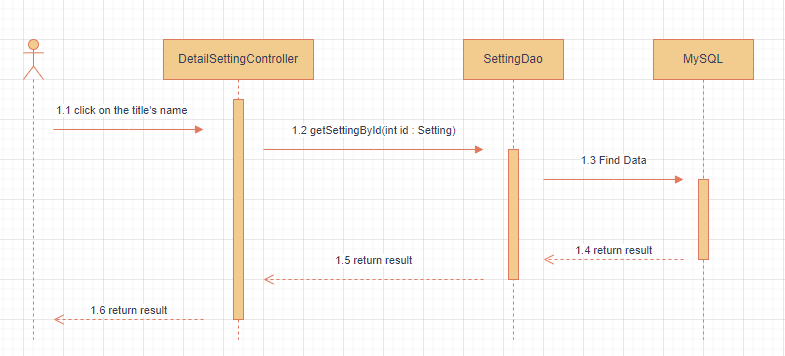 DetailSettingController
SettingDao
MySQL
1.1 click on the title's name
1.2 getSettingById(int id : Setting)
1.3 Find Data
1.4 return result
1.5 return result
1.6 return result